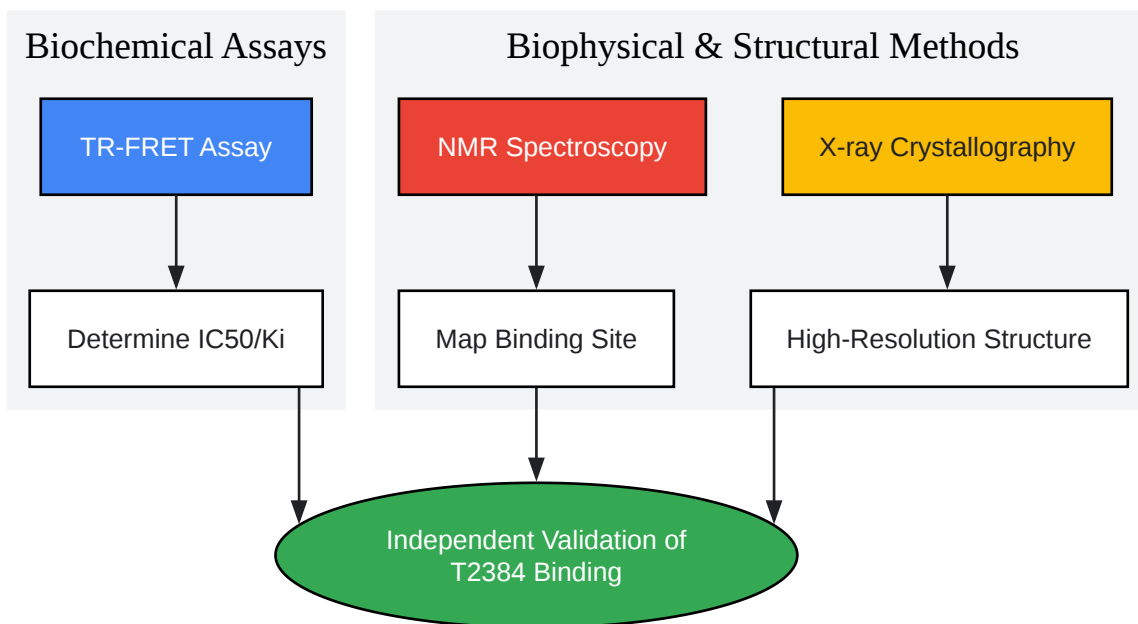 Biochemical Assays
Biophysical & Structural Methods
TR-FRET Assay
NMR Spectroscopy
X-ray Crystallography
Determine IC50/Ki
Map Binding Site
High-Resolution Structure
Independent Validation of
T2384 Binding